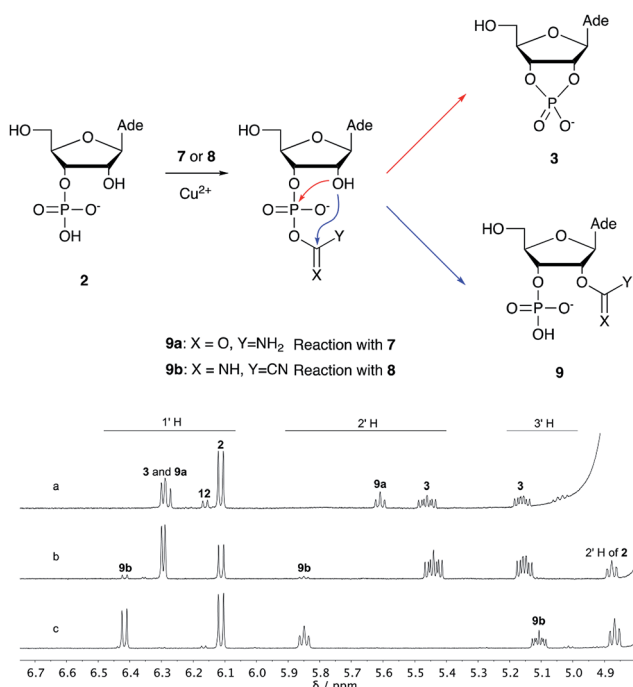 HO
O
Ade
O
OH
O=P-O⁻
OH
2
7 or 8
Cu²⁺
HO
O
Ade
O
OH
O=P-O⁻
O
Y
X
HO
O
Ade
O
O
P
O
O⁻
3
HO
O
Ade
O
O
Y
O=P-O⁻
X
OH
9
9a: X = O, Y=NH₂ Reaction with 7
9b: X = NH, Y=CN Reaction with 8
1' H
2' H
3' H
2
3 and 9a
12
9a
3
3
a
9b
9b
2' H of 2
b
9b
c
6.7 6.6 6.5 6.4 6.3 6.2 6.1 6.0 5.9 5.8 5.7 5.6 5.5 5.4 5.3 5.2 5.1 5.0 4.9
δ / ppm